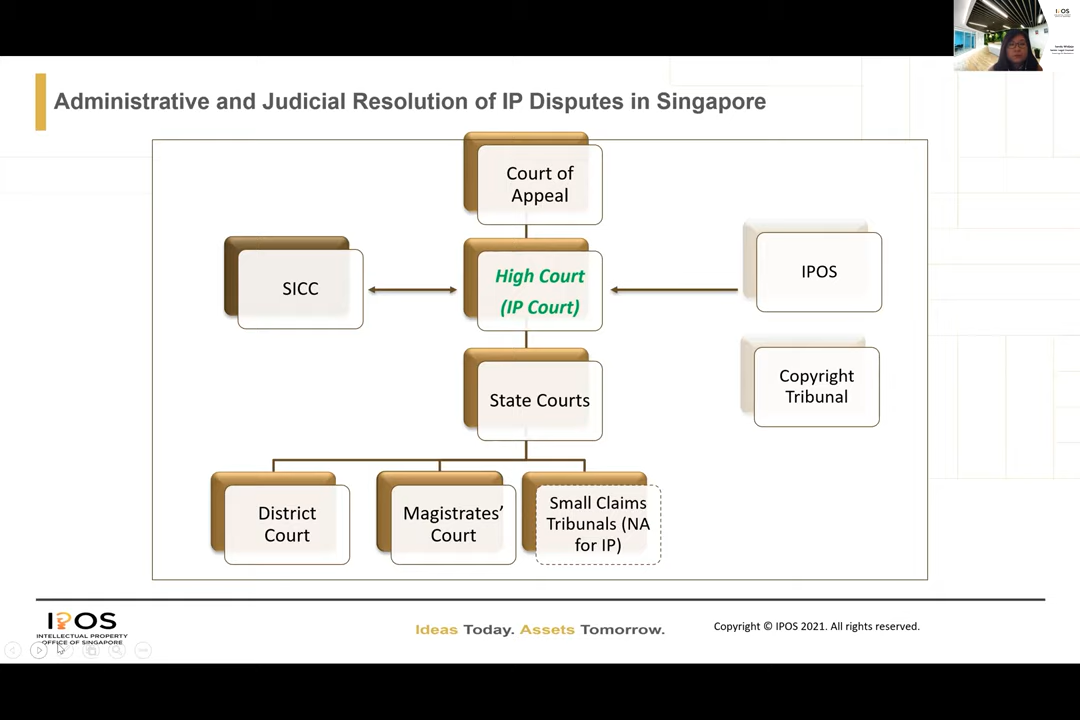 IPOS
Administrative and Judicial Resolution of IP Disputes in Singapore
Court of
Appeal
SICC
High Court
(IP Court)
IPOS
State Courts
Copyright
Tribunal
District
Court
Magistrates’
Court
Small Claims
Tribunals (NA
for IP)
IPOS
INTELLECTUAL PROPERTY
OFFICE OF SINGAPORE
Ideas Today. Assets Tomorrow.
Copyright © IPOS 2021. All rights reserved.